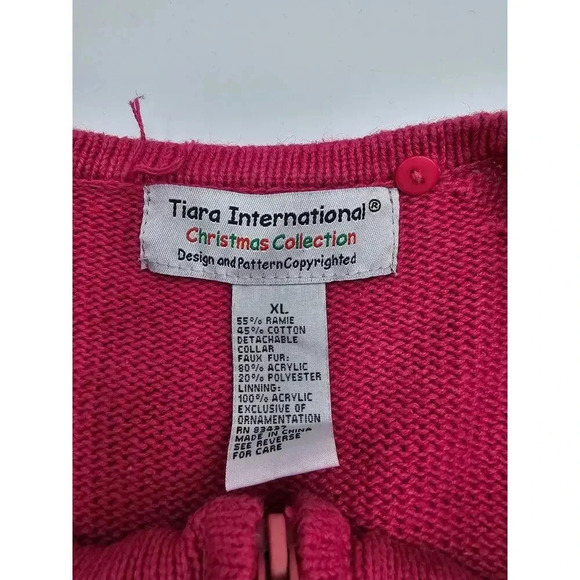 Tiara International®
Christmas Collection
Design and Pattern Copyrighted
XL
55% RAMIE
45% COTTON
DETACHABLE
COLLAR
FAUX FUR:
80% ACRYLIC
20% POLYESTER
LINNING:
100% ACRYLIC
EXCLUSIVE OF
ORNAMENTATION
RN
MADE IN CHINA
SEE REVERSE
FOR CARE